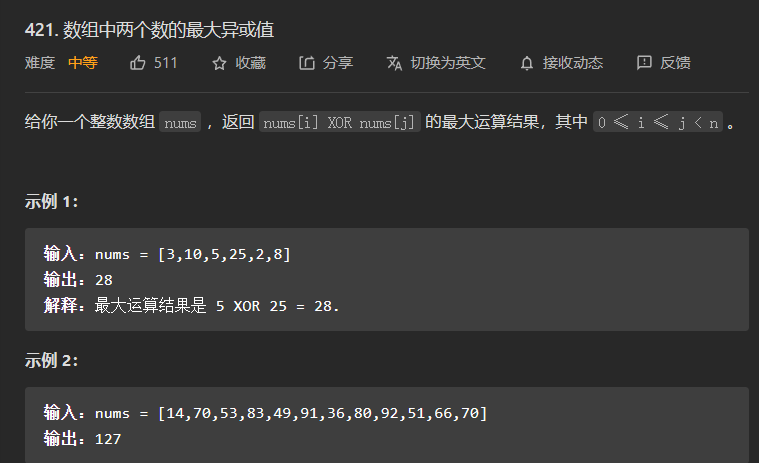 421. 数组中两个数的最大异或值
难度 中等 511 收藏 分享 切换为英文 接收动态 反馈
给你一个整数数组 nums ，返回 nums[i] XOR nums[j] 的最大运算结果，其中 0 ≤ i ≤ j < n 。
示例 1：
输入：nums = [3,10,5,25,2,8]
输出：28
解释：最大运算结果是 5 XOR 25 = 28.
示例 2：
输入：nums = [14,70,53,83,49,91,36,80,92,51,66,70]
输出：127